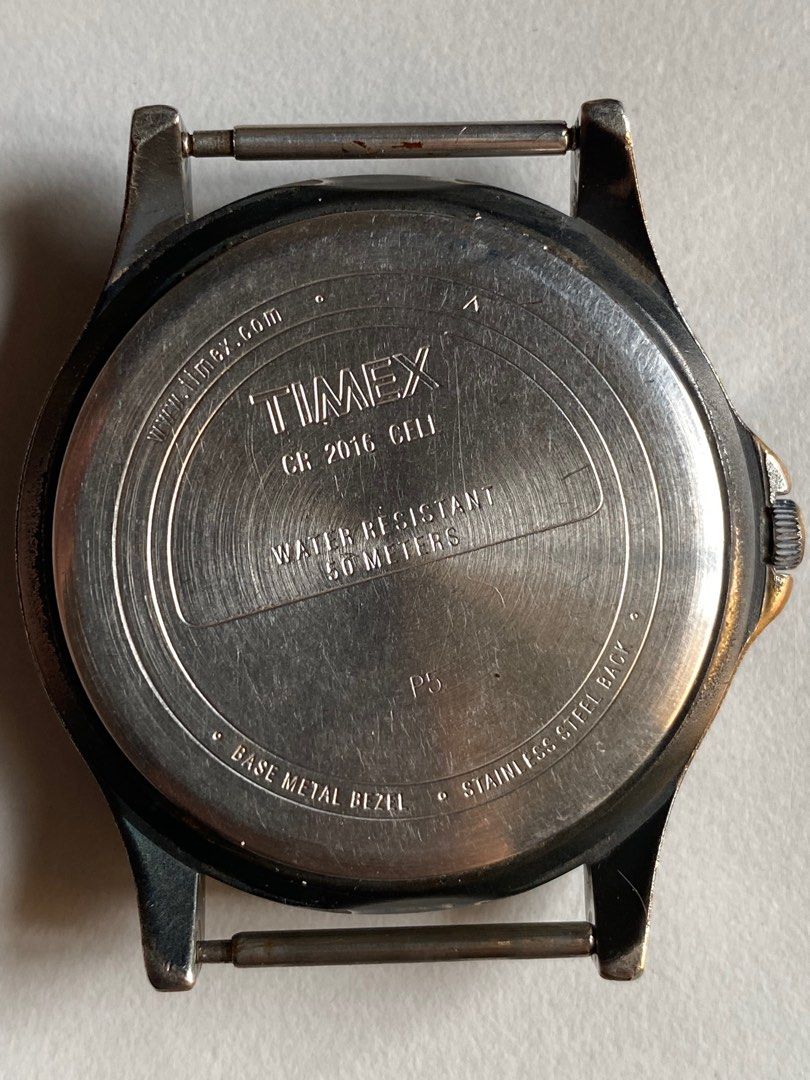 www.timex.com
TIMEX
CR 2016 CELL
WATER RESISTANT
50 METERS
P5
BASE METAL BEZEL
STAINLESS STEEL BACK